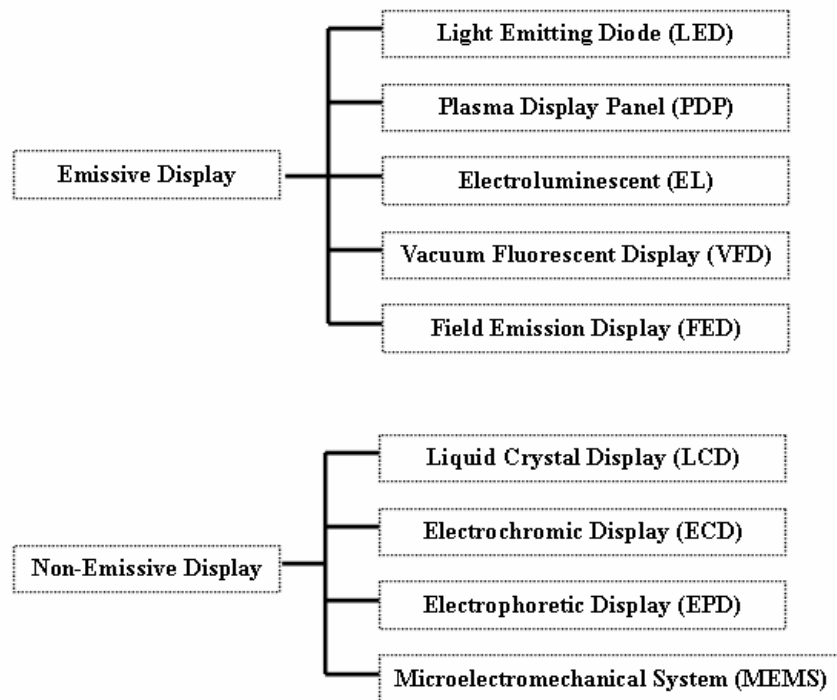 Light Emitting Diode (LED)
Plasma Display Panel (PDP)
Emissive Display
Electroluminescent (EL)
Vacuum Fluorescent Display (VFD)
Field Emission Display (FED)
Liquid Crystal Display (LCD)
Electrochromic Display (ECD)
Non-Emissive Display
Electrophoretic Display (EPD)
Microelectromechanical System (MEMS)